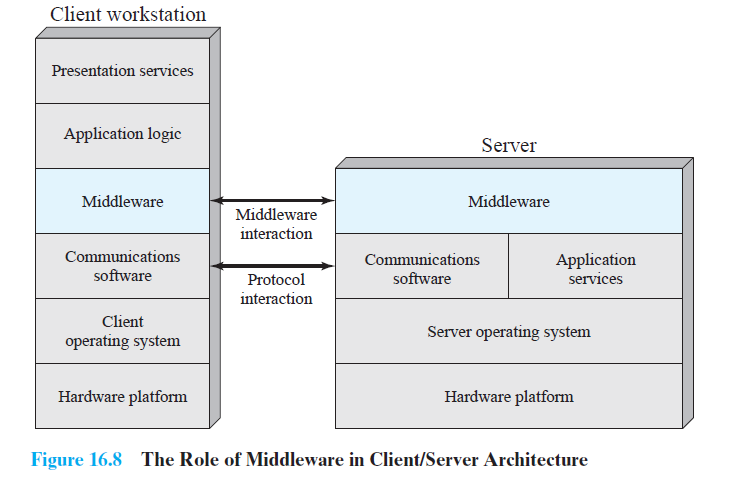 Client workstation
Presentation services
Application logic
Server
Middleware
Middleware
Middleware
interaction
Communications
software
Protocol
interaction
Communications
software
Application
services
Client
operating system
Server operating system
Hardware platform
Hardware platform
Figure 16.8 The Role of Middleware in Client/Server Architecture